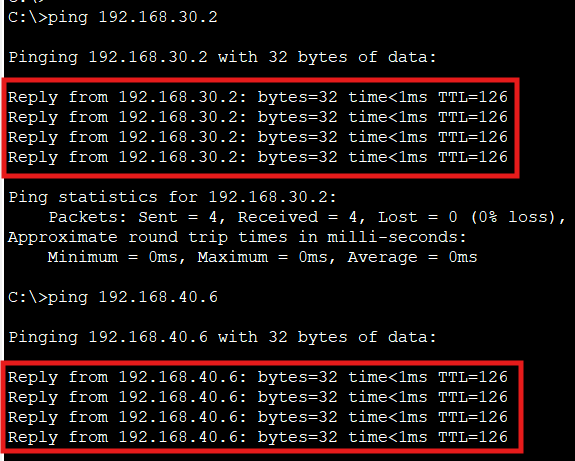 C:\>ping 192.168.30.2
Pinging 192.168.30.2 with 32 bytes of data:
Reply from 192.168.30.2: bytes=32 time<1ms TTL=126
Reply from 192.168.30.2: bytes=32 time<1ms TTL=126
Reply from 192.168.30.2: bytes=32 time<1ms TTL=126
Reply from 192.168.30.2: bytes=32 time<1ms TTL=126
Ping statistics for 192.168.30.2:
    Packets: Sent = 4, Received = 4, Lost = 0 (0% loss),
Approximate round trip times in milli-seconds:
    Minimum = 0ms, Maximum = 0ms, Average = 0ms
C:\>ping 192.168.40.6
Pinging 192.168.40.6 with 32 bytes of data:
Reply from 192.168.40.6: bytes=32 time<1ms TTL=126
Reply from 192.168.40.6: bytes=32 time<1ms TTL=126
Reply from 192.168.40.6: bytes=32 time<1ms TTL=126
Reply from 192.168.40.6: bytes=32 time<1ms TTL=126